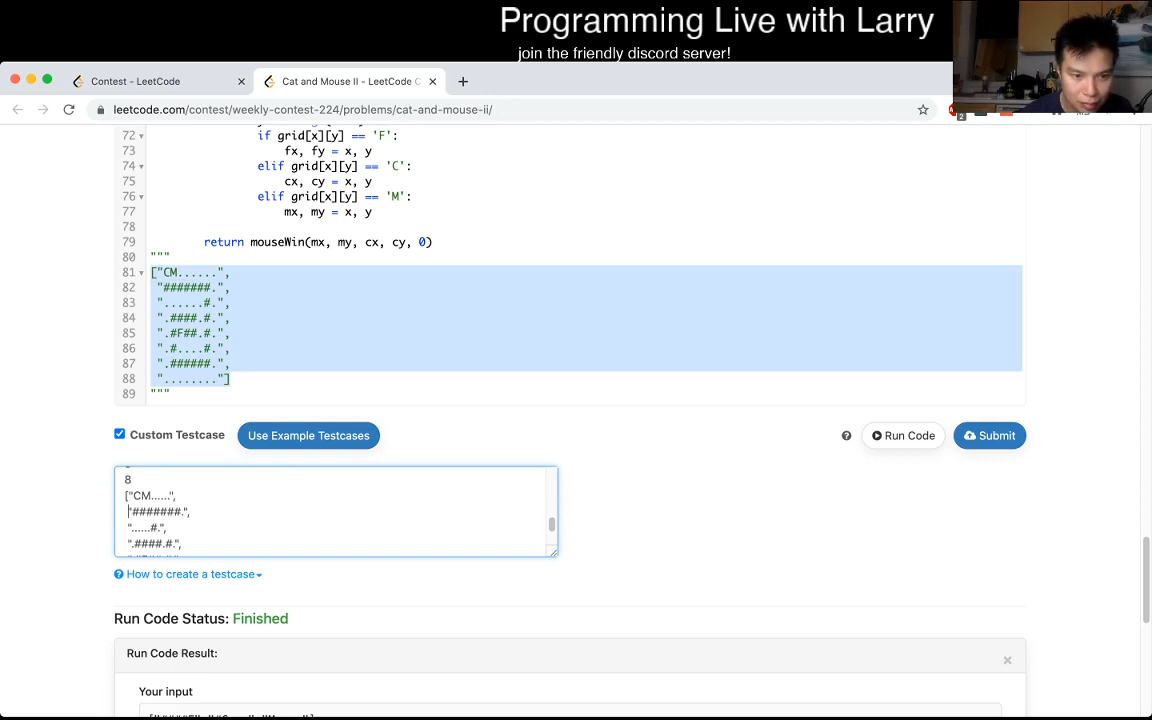 Programming Live with Larry
join the friendly discord server!
Contest - LeetCode
Cat and Mouse II - LeetCode C
leetcode.com/contest/weekly-contest-224/problems/cat-and-mouse-ii/
2
72 if grid[x][y] == 'F':
73 fx, fy = x, y
74 elif grid[x][y] == 'C':
75 cx, cy = x, y
76 elif grid[x][y] == 'M':
77 mx, my = x, y
78
79 return mouseWin(mx, my, cx, cy, 0)
80 """
81 ["CM......",
82 "#######.",
83 "......#.",
84 ".####.#.",
85 ".#F##.#.",
86 ".#....#.",
87 ".######.",
88 "........"]
89 """
Custom Testcase
Use Example Testcases
Run Code
Submit
8
["CM......",
"#######.",
"......#.",
".####.#.",
How to create a testcase
Run Code Status: Finished
Run Code Result:
Your input